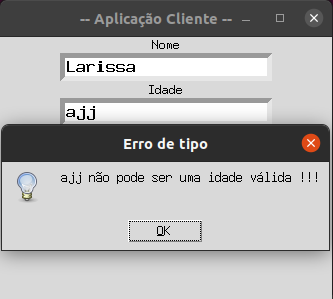 -- Aplicação Cliente --
Nome
Larissa
Idade
ajj
Erro de tipo
ajj não pode ser uma idade válida !!!
OK